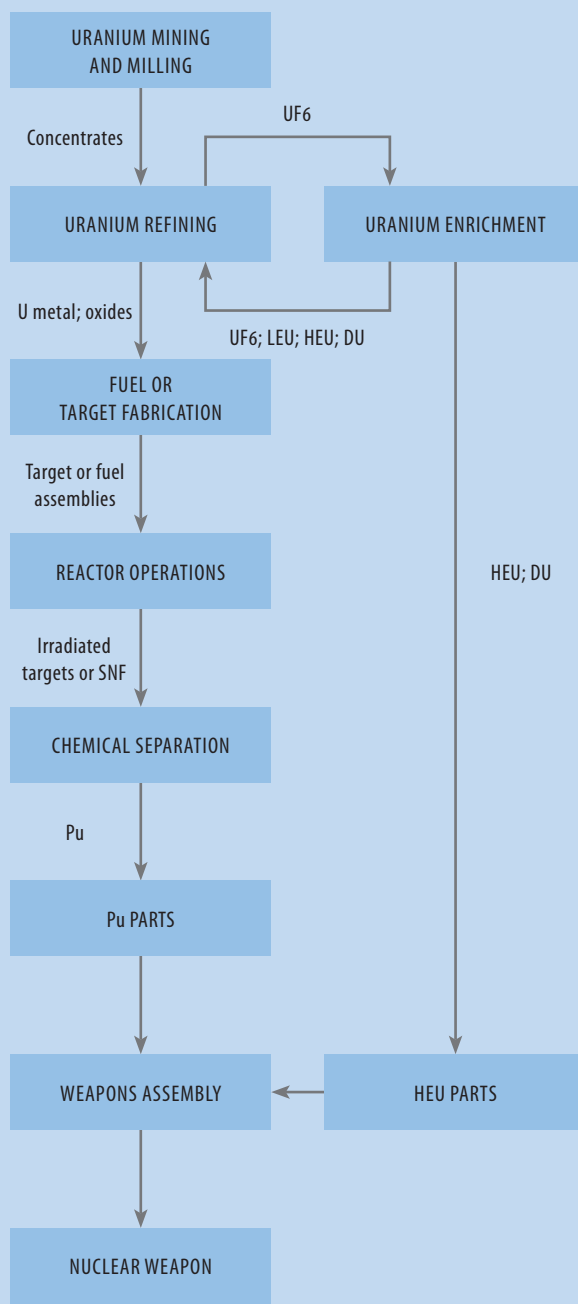 URANIUM MINING
AND MILLING
UF6
Concentrates
URANIUM REFINING
URANIUM ENRICHMENT
U metal; oxides
UF6; LEU; HEU; DU
FUEL OR
TARGET FABRICATION
Target or fuel
assemblies
REACTOR OPERATIONS
HEU; DU
Irradiated
targets or SNF
CHEMICAL SEPARATION
Pu
Pu PARTS
WEAPONS ASSEMBLY
HEU PARTS
NUCLEAR WEAPON